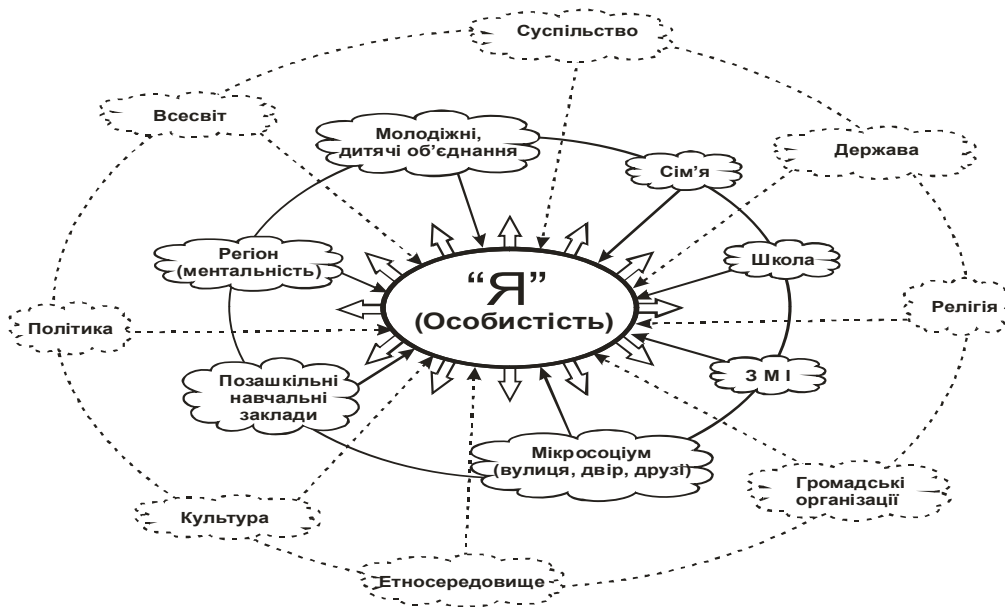 Суспільство
Всесвіт
Молодіжні,
дитячі об’єднання
Держава
Сім’я
Регіон
(ментальність)
Школа
“Я”
(Особистість)
Політика
Релігія
Позашкільні
навчальні
заклади
З М І
Мікросоціум
(вулиця, двір, друзі)
Громадські
організації
Культура
Етносередовище